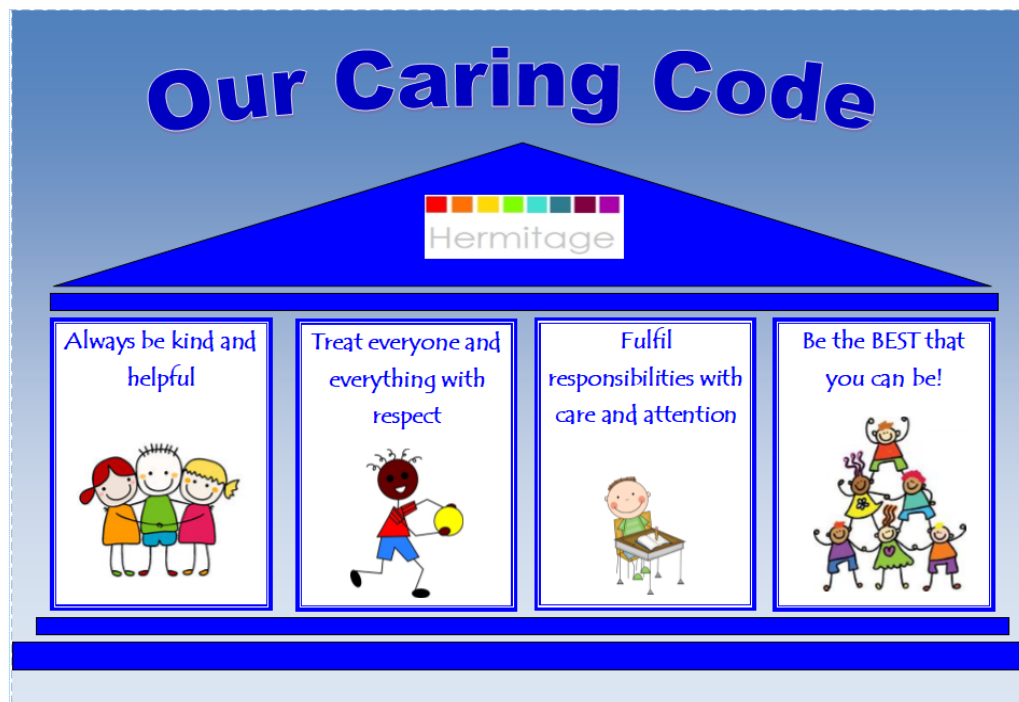 Our Caring Code
Hermitage
Always be kind and
helpful
Treat everyone and
everything with
respect
Fulfil
responsibilities with
care and attention
Be the BEST that
you can be!